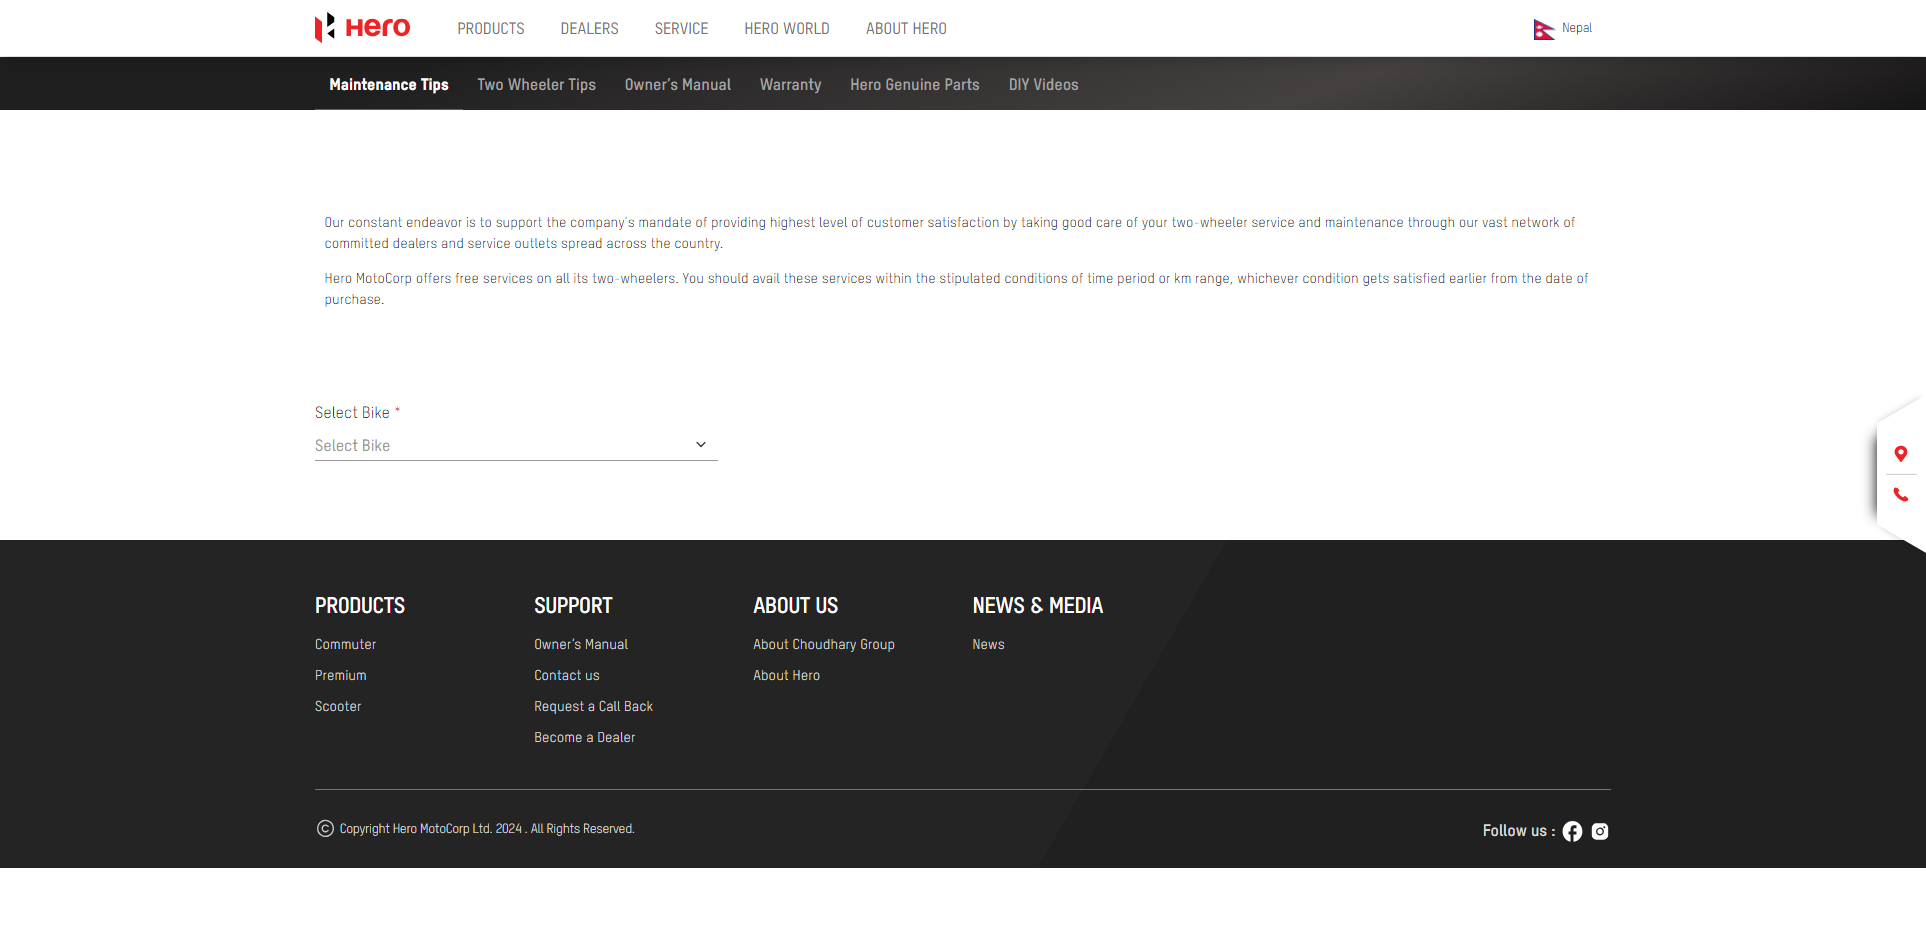 Hero
PRODUCTS DEALERS SERVICE HERO WORLD ABOUT HERO
Nepal
Maintenance Tips Two Wheeler Tips Owner's Manual Warranty Hero Genuine Parts DIY Videos
Our constant endeavor is to support the company's mandate of providing highest level of customer satisfaction by taking good care of your two-wheeler service and maintenance through our vast network of
committed dealers and service outlets spread across the country.
Hero MotoCorp offers free services on all its two-wheelers. You should avail these services within the stipulated conditions of time period or km range, whichever condition gets satisfied earlier from the date of
purchase.
Select Bike *
Select Bike
PRODUCTS
Commuter
Premium
Scooter
SUPPORT
Owner's Manual
Contact us
Request a Call Back
Become a Dealer
ABOUT US
About Choudhary Group
About Hero
NEWS & MEDIA
News
© Copyright Hero MotoCorp Ltd. 2024 . All Rights Reserved.
Follow us :